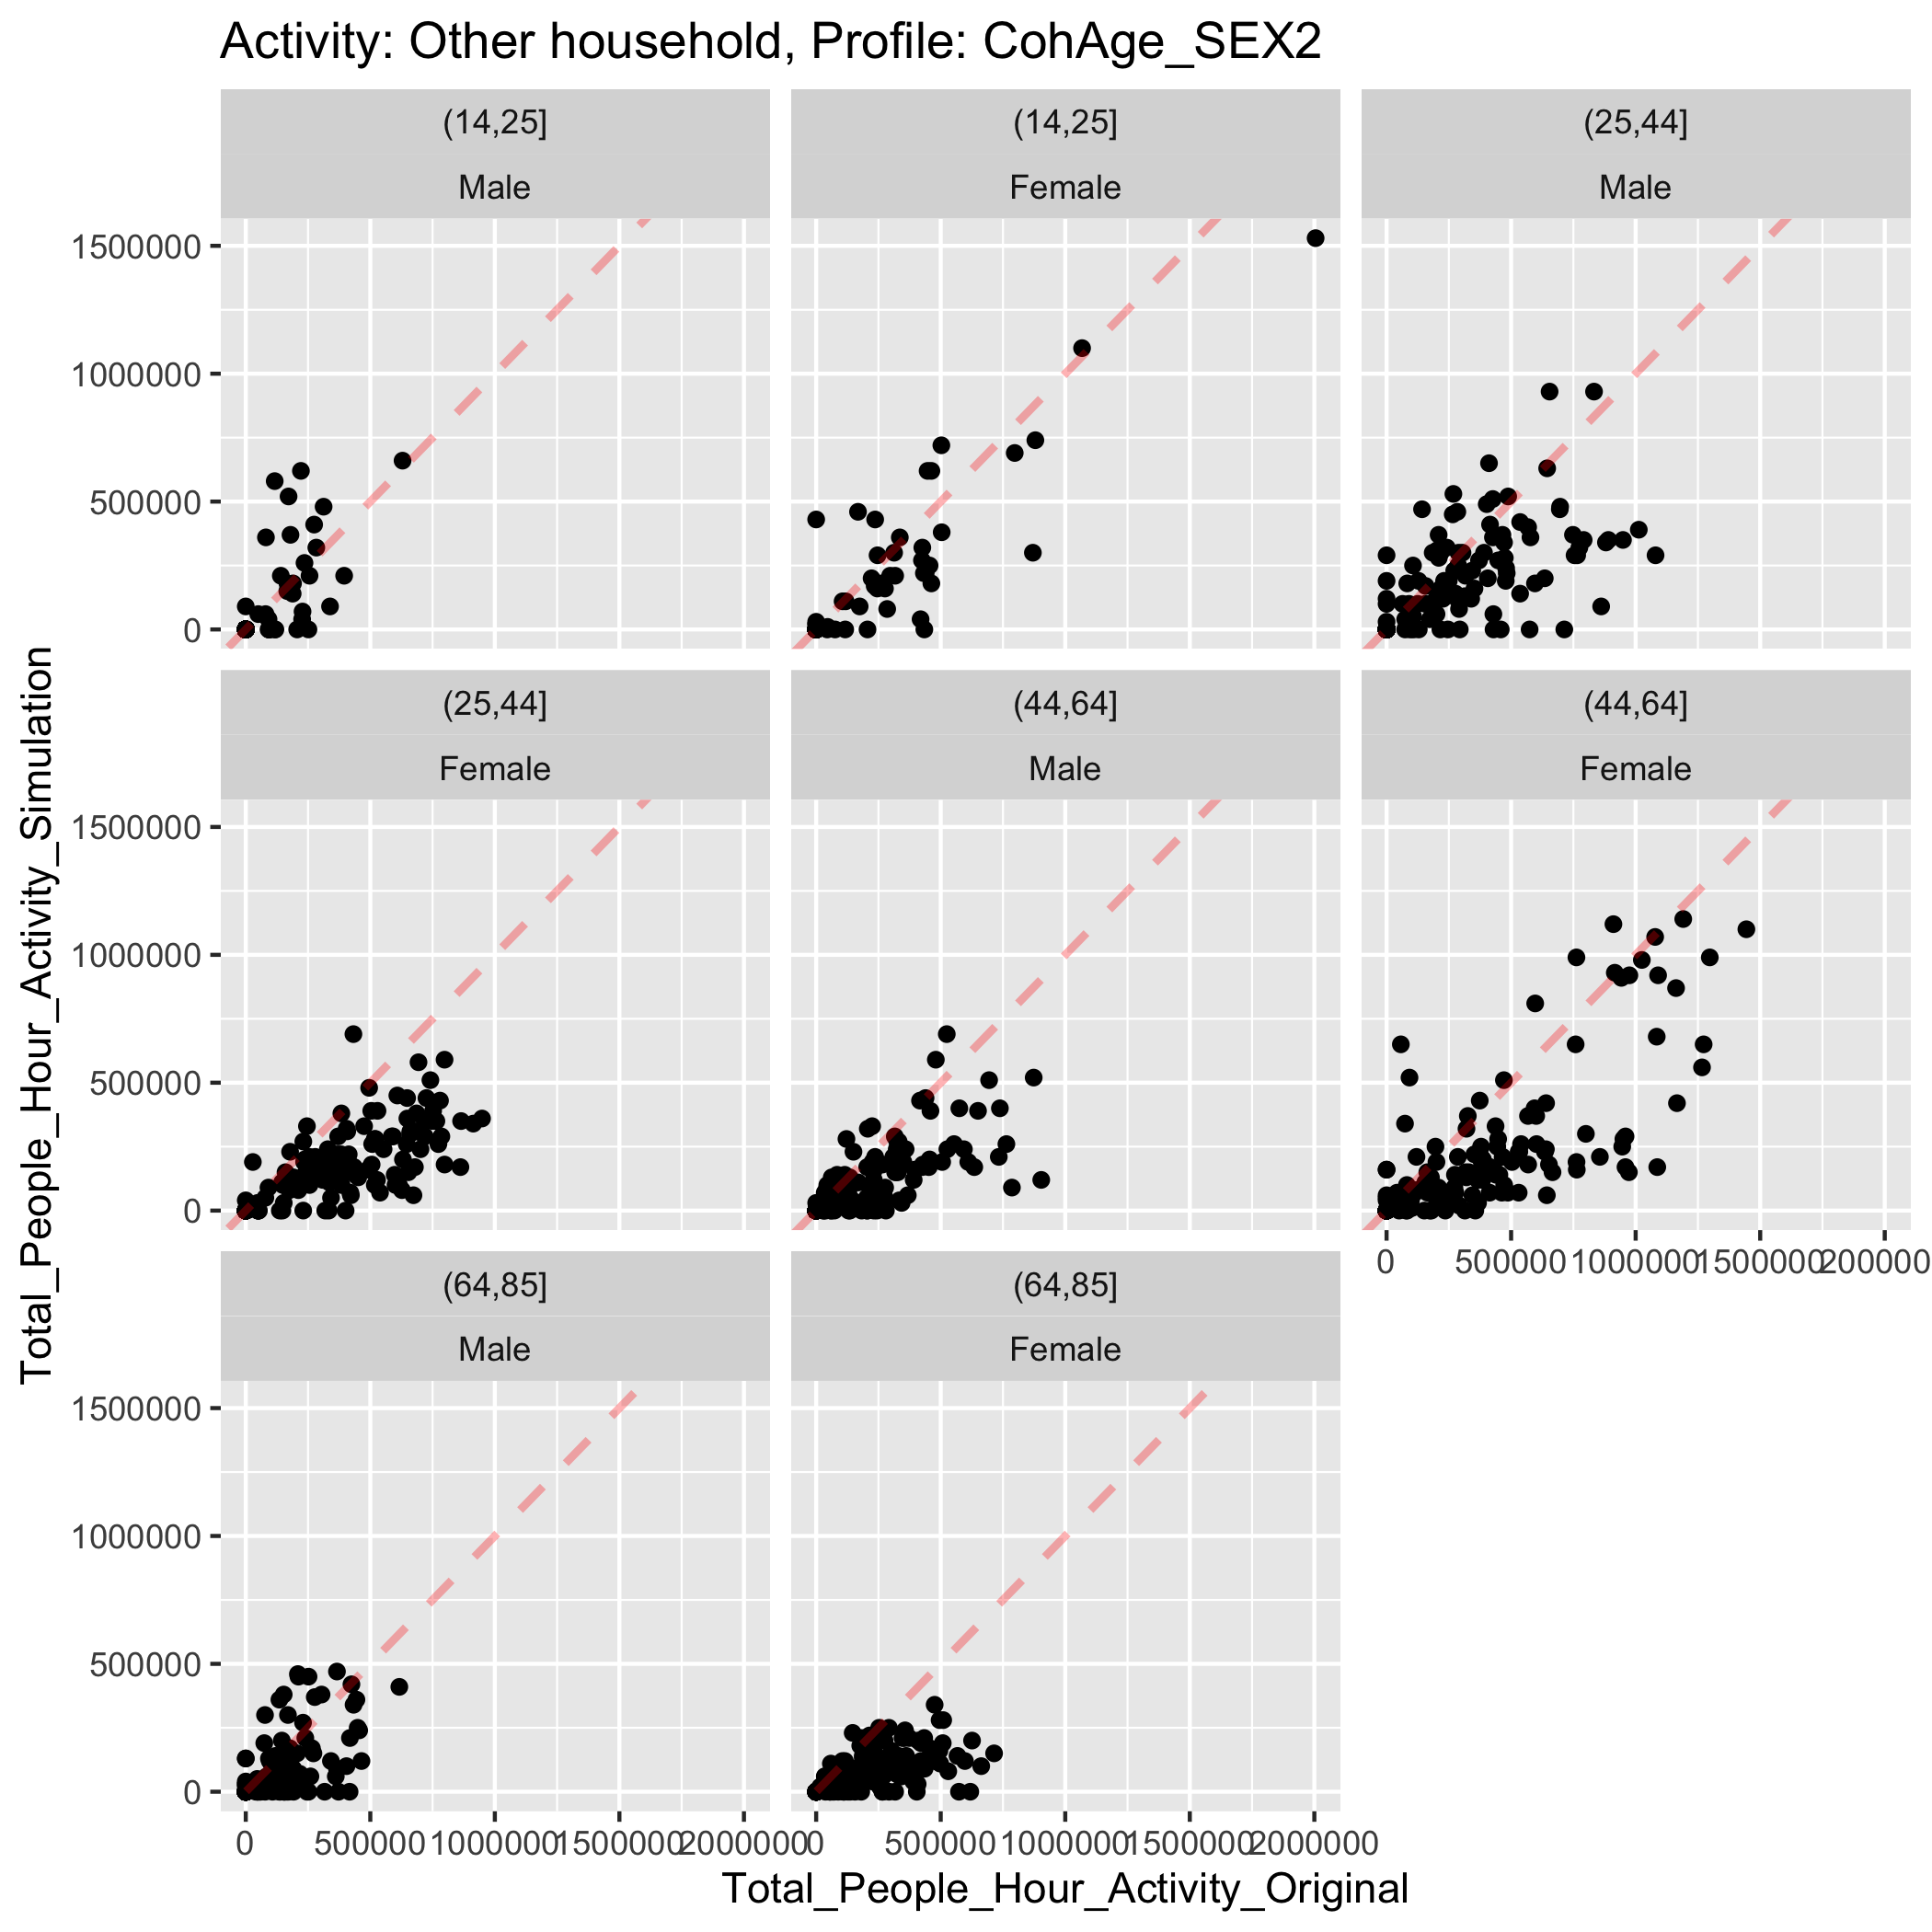 Activity: Other household, Profile: CohAge_SEX2
(14,25]
(14,25]
(25,44]
Male
Female
Male
1500000
1000000
500000
0
(25,44]
(44,64]
(44,64]
Female
Male
Female
1500000
1000000
500000
0
0 500000 1000000 1500000 200000
(64,85]
(64,85]
Male
Female
1500000
1000000
500000
0
0 500000 1000000 1500000 2000000
0 500000 1000000 1500000 2000000
Total_People_Hour_Activity_Original
Total_People_Hour_Activity_Simulation